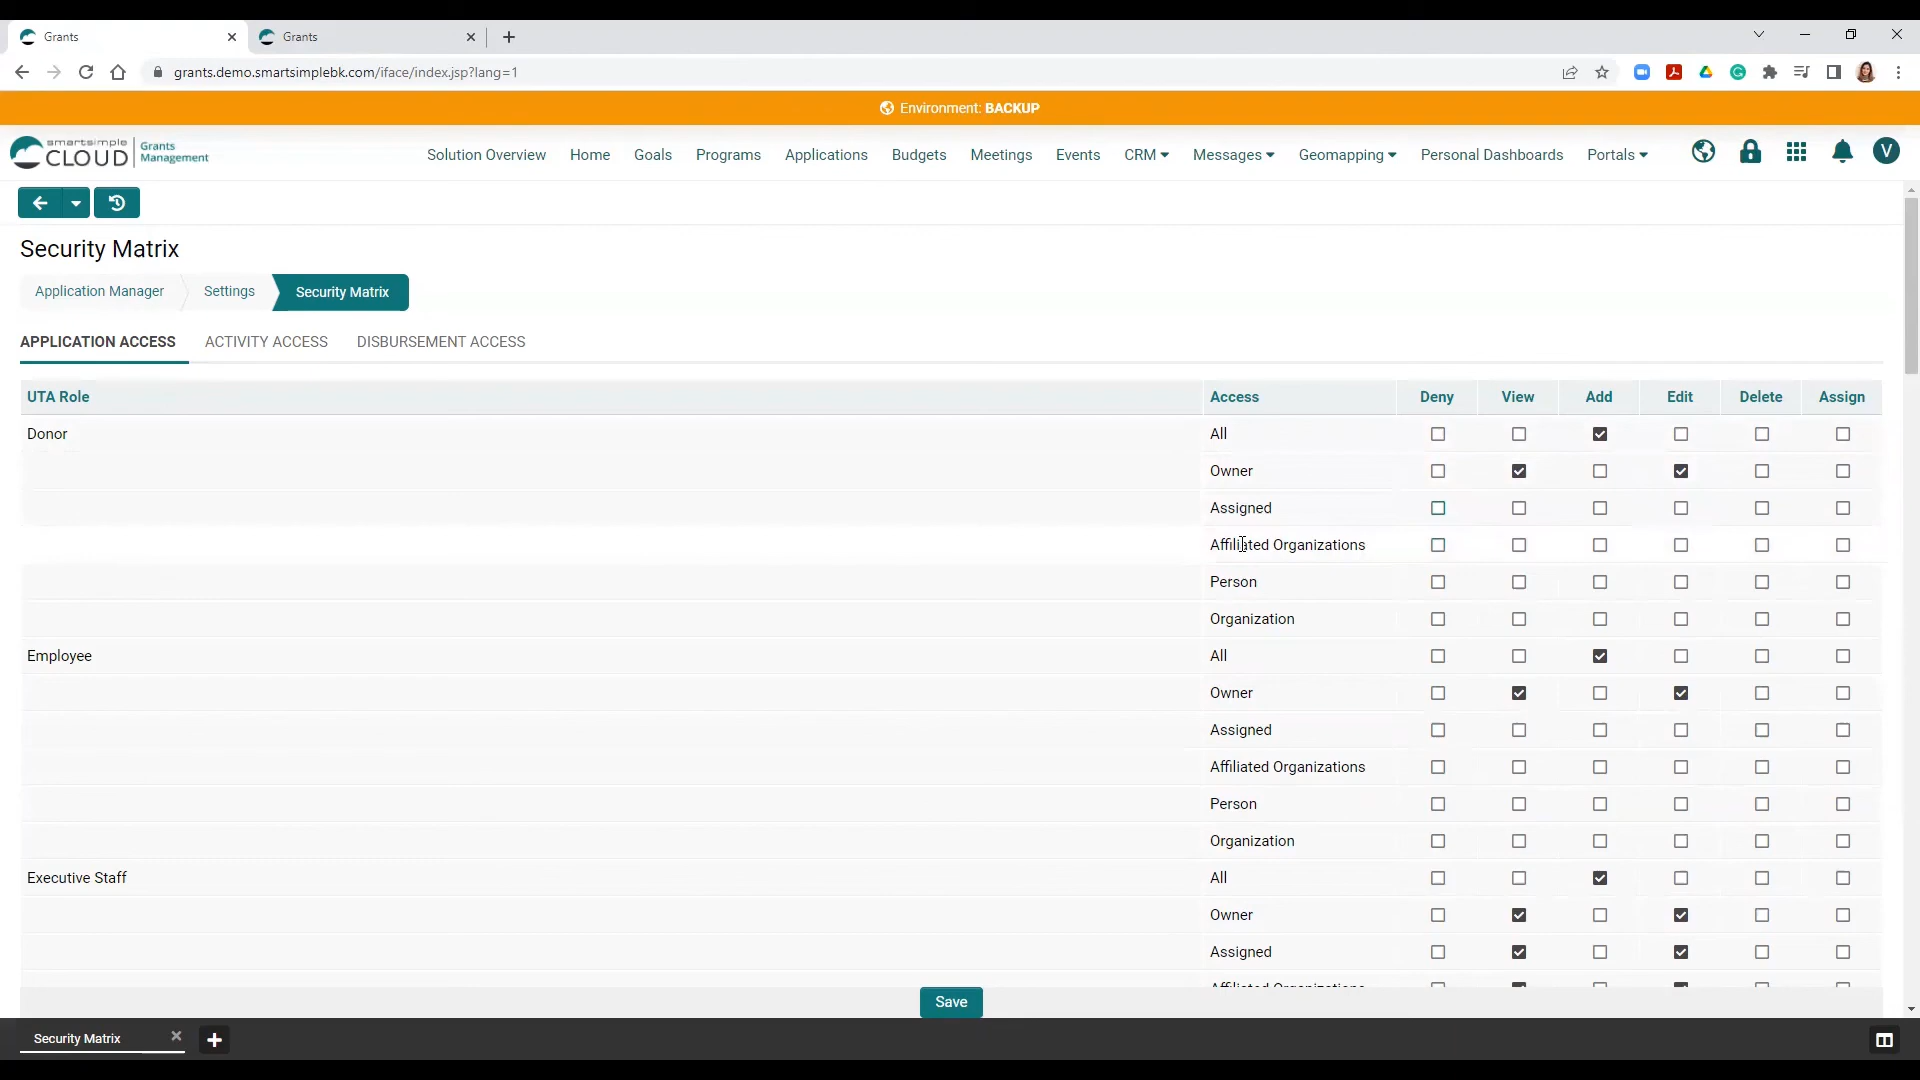 Grants
Grants
grants.demo.smartsimplebk.com/iface/index.jsp?lang=1
Environment: BACKUP
smartsimple
CLOUD
Grants
Management
Solution Overview Home Goals Programs Applications Budgets Meetings Events CRM Messages Geomapping Personal Dashboards Portals V
Security Matrix
Application Manager Settings Security Matrix
APPLICATION ACCESS ACTIVITY ACCESS DISBURSEMENT ACCESS
UTA Role Access Deny View Add Edit Delete Assign
Donor All
Owner
Assigned
Affiliated Organizations
Person
Organization
Employee All
Owner
Assigned
Affiliated Organizations
Person
Organization
Executive Staff All
Owner
Assigned
Affiliated Organizations
Save
Security Matrix